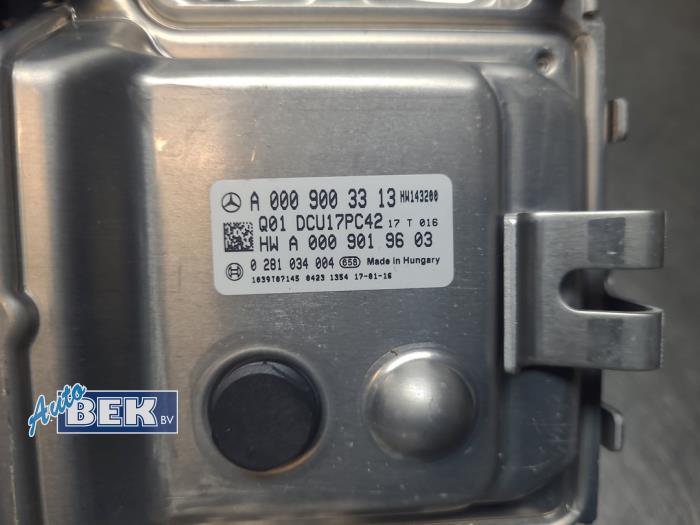 A 000 900 33 13 HW143200
Q01 DCU17PC42 17 T 016
HW A 000 901 96 03
0 281 034 004 658 Made in Hungary
1039T07145 0423 1354 17-01-16
Auto
BEK BV